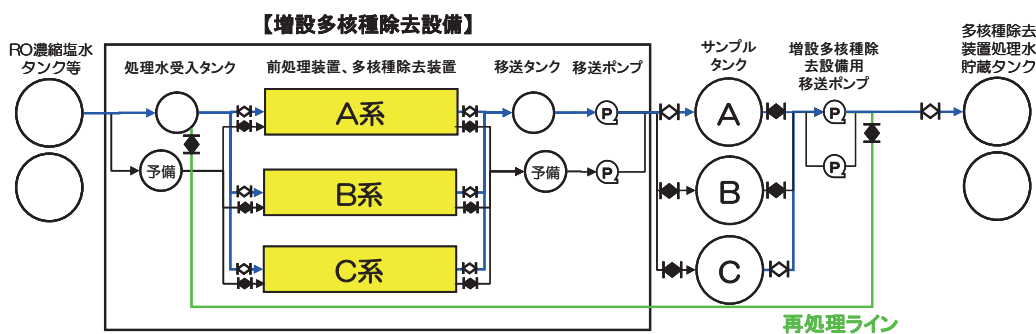 【増設多核種除去設備】
RO濃縮塩水
タンク等
処理水受入タンク
前処理装置、多核種除去装置
移送タンク
移送ポンプ
サンプル
タンク
増設多核種除
去設備用
移送ポンプ
多核種除去
装置処理水
貯蔵タンク
A系
P
A
P
予備
予備
P
P
B系
B
C系
C
再処理ライン